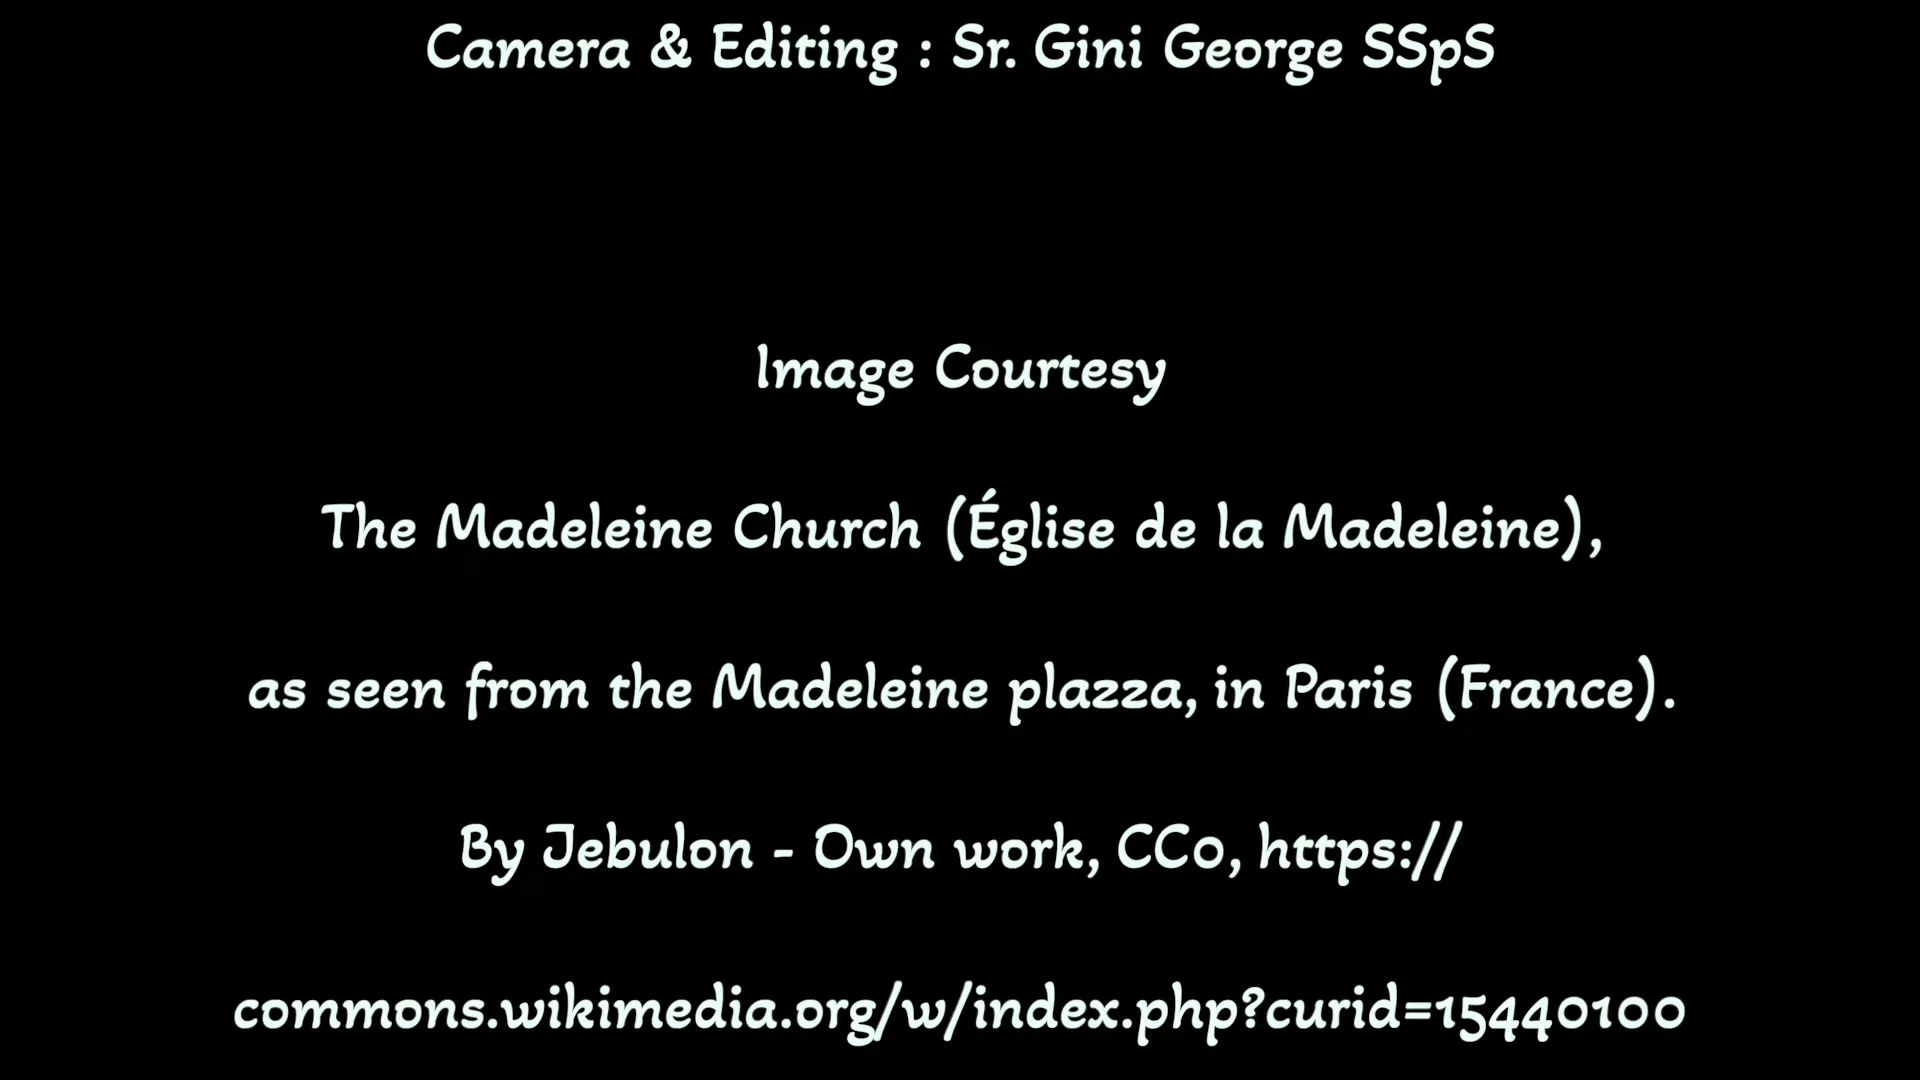 Camera & Editing : Sr. Gini George SSpS
Image Courtesy
The Madeleine Church (Église de la Madeleine),
as seen from the Madeleine plazza, in Paris (France).
By Jebulon - Own work, CC0, https://
commons.wikimedia.org/w/index.php?curid=15440100